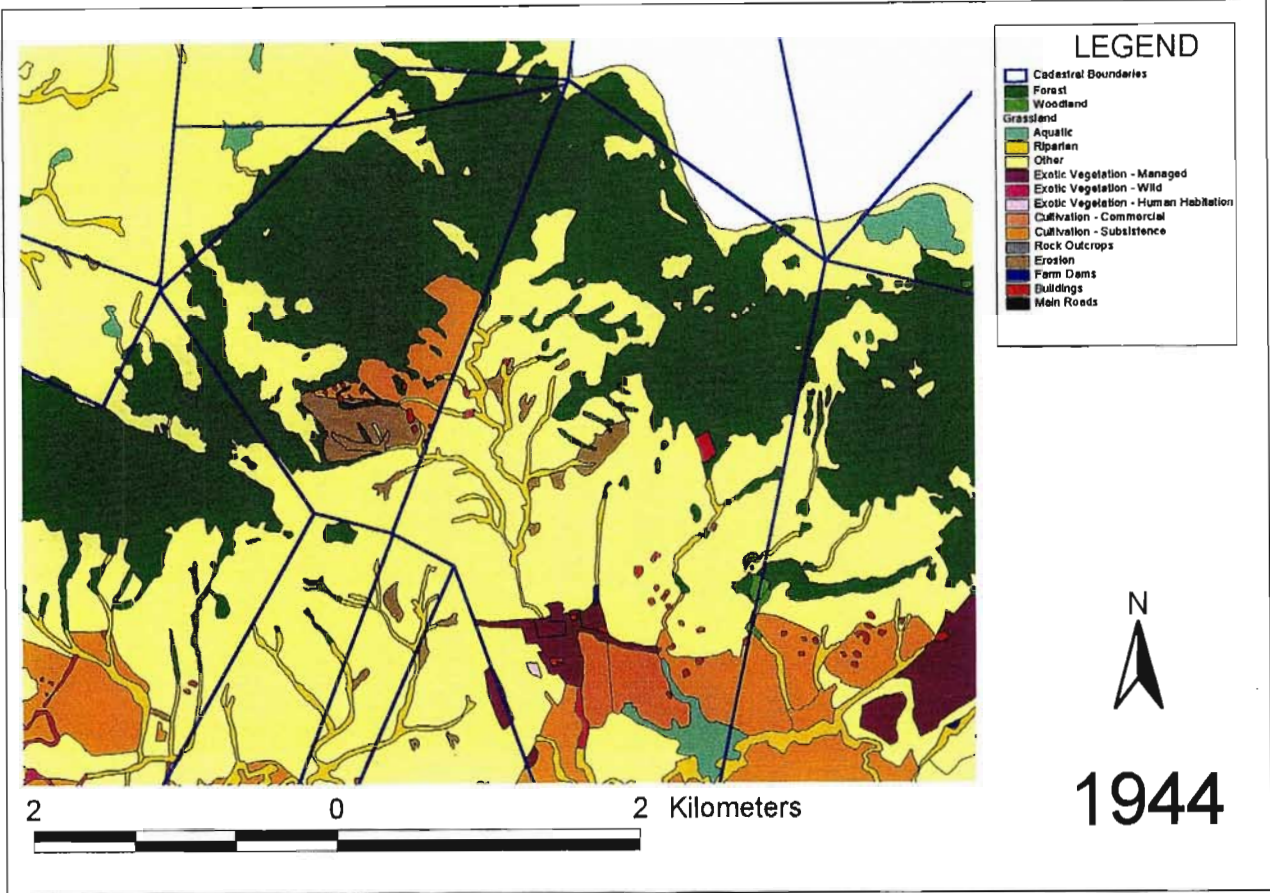 LEGEND
Cadastral Boundaries
Forest
Woodland
Grassland
Aquatic
Riparian
Other
Exotic Vegetation - Managed
Exotic Vegetation - Wild
Exotic Vegetation - Human Habitation
Cultivation - Commercial
Cultivation - Subsistence
Rock Outcrops
Erosion
Farm Dams
Buildings
Main Roads
N
1944
2 0 2 Kilometers